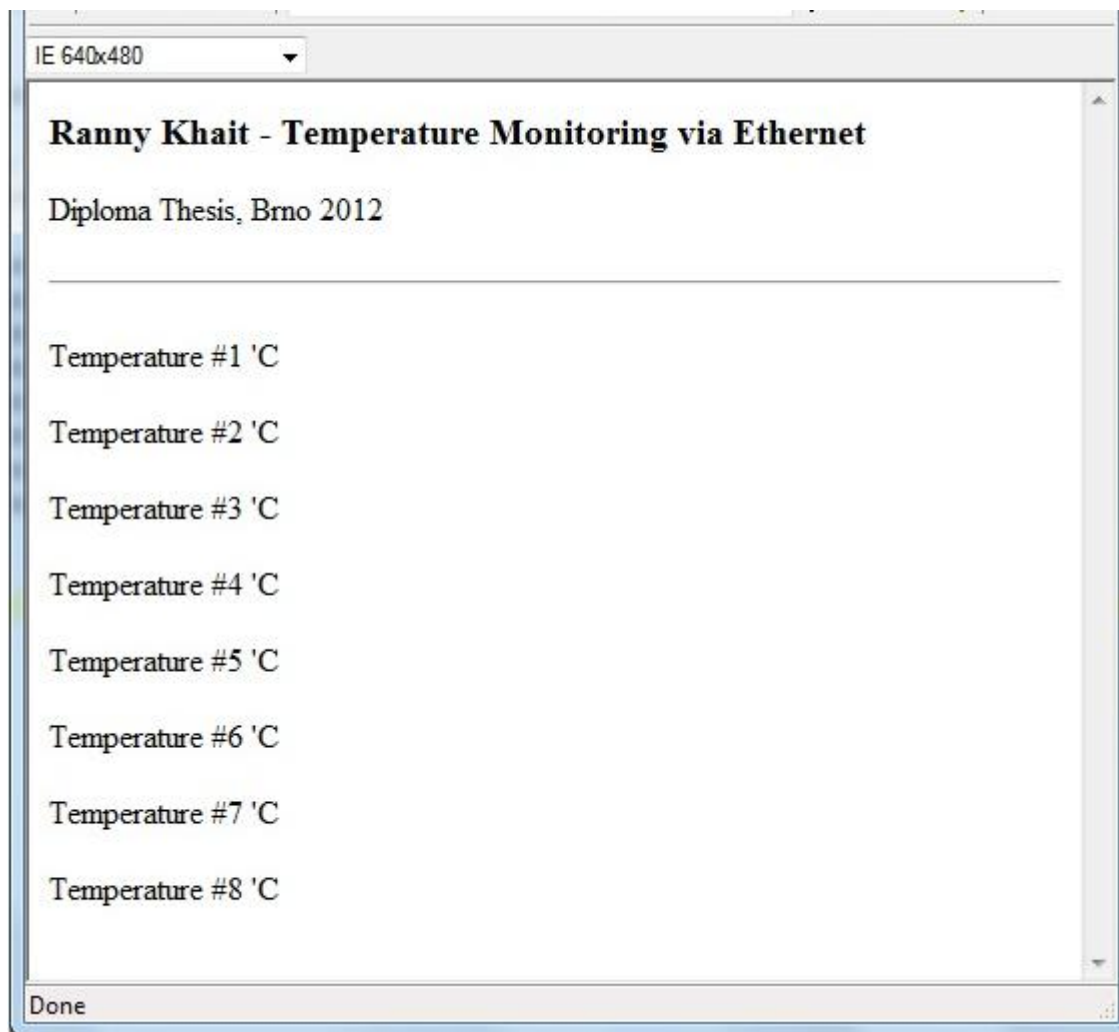 IE 640x480
Ranny Khait - Temperature Monitoring via Ethernet
Diploma Thesis, Brno 2012
Temperature #1 'C
Temperature #2 'C
Temperature #3 'C
Temperature #4 'C
Temperature #5 'C
Temperature #6 'C
Temperature #7 'C
Temperature #8 'C
Done